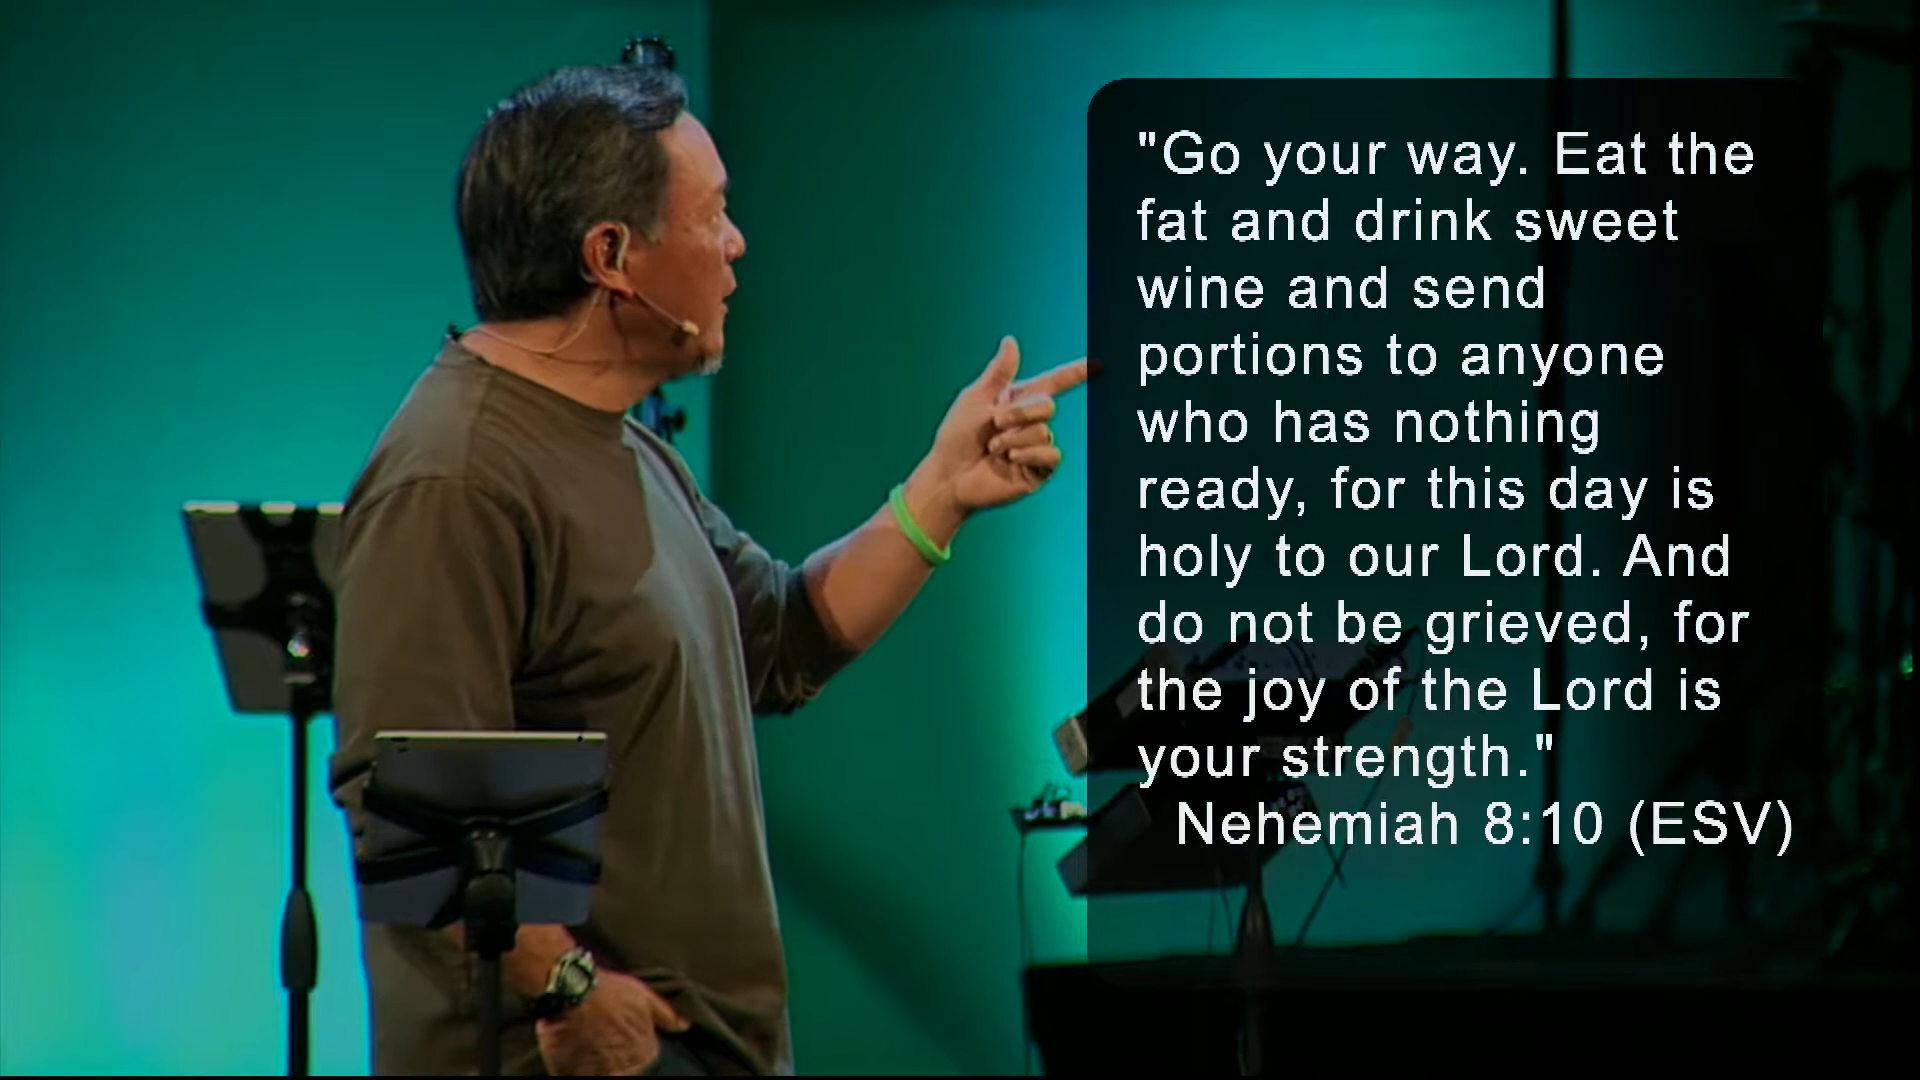 "Go your way. Eat the
fat and drink sweet
wine and send
portions to anyone
who has nothing
ready, for this day is
holy to our Lord. And
do not be grieved, for
the joy of the Lord is
your strength."
Nehemiah 8:10 (ESV)